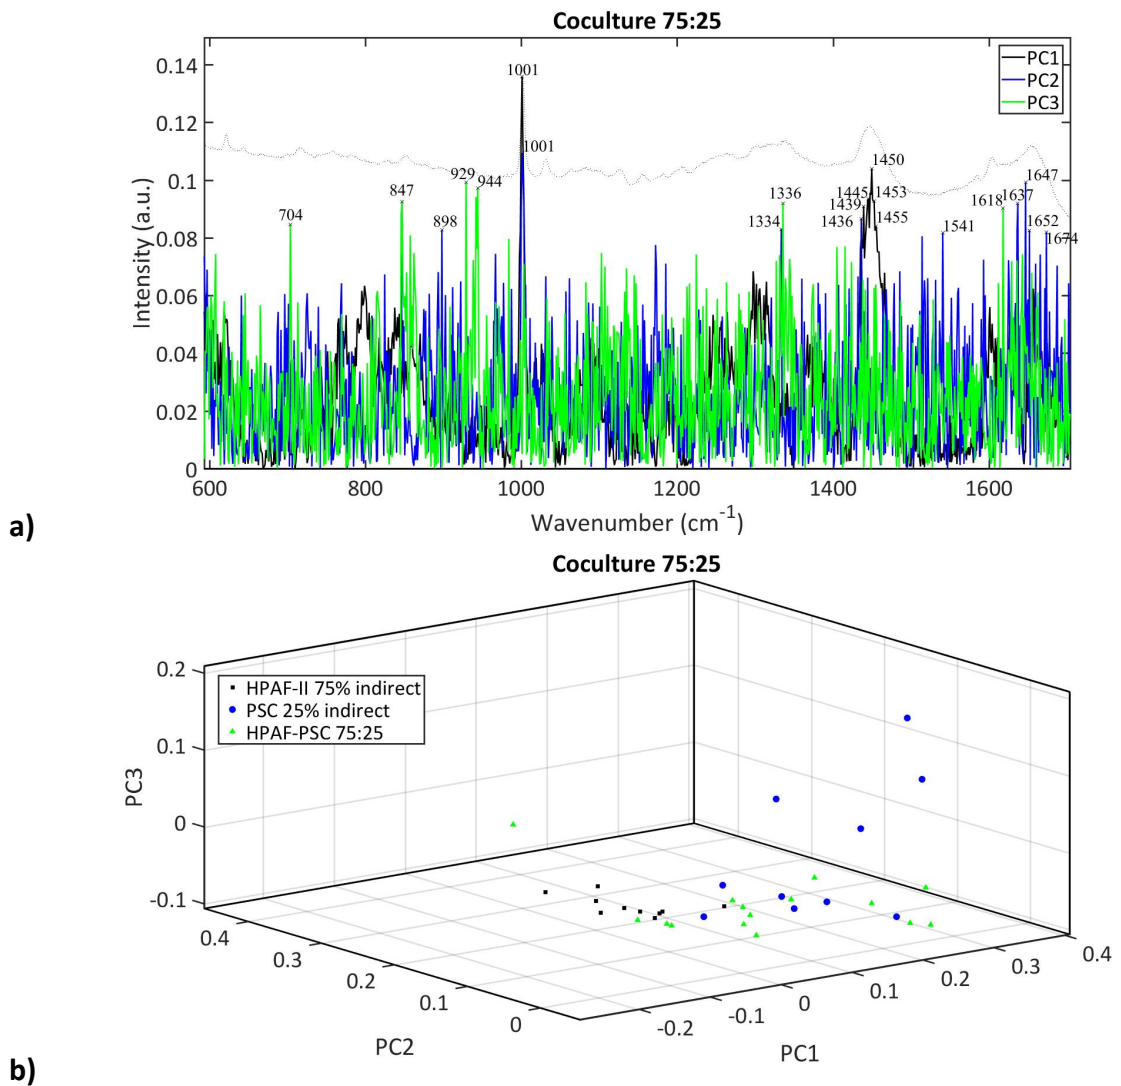 Coculture 75:25
0.14
0.12
0.1
0.08
0.06
0.04
0.02
0
Intensity (a.u.)
1001
1001
704
847
898
929
944
1334
1336
1436
1439
1445
1450
1453
1455
1541
1618
1637
1647
1652
1674
PC1
PC2
PC3
600 800 1000 1200 1400 1600
Wavenumber (cm-1)
a)
Coculture 75:25
HPAF-II 75% indirect
PSC 25% indirect
HPAF-PSC 75:25
0.2
0.1
0
-0.1
PC3
0.4
0.3
0.2
0.1
0
PC2
-0.2
-0.1
0
0.1
0.2
0.3
0.4
PC1
b)